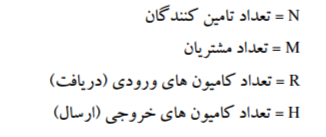 N = تعداد تامین کنندگان
M = تعداد مشتریان
R = تعداد کامیون های ورودی (دریافت)
H = تعداد کامیون های خروجی (ارسال)